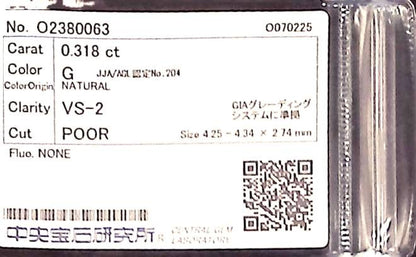 No. O2380063 O070225
Carat 0.318 ct
Color G JJA/AGL認定No.204
ColorOrigin NATURAL
Clarity VS-2 GIAグレーディング
システムに準拠
Cut POOR Size 4.25 - 4.34 × 2.74 mm
Fluo. NONE
中央宝石研究所 CENTRAL GEM
LABORATORY